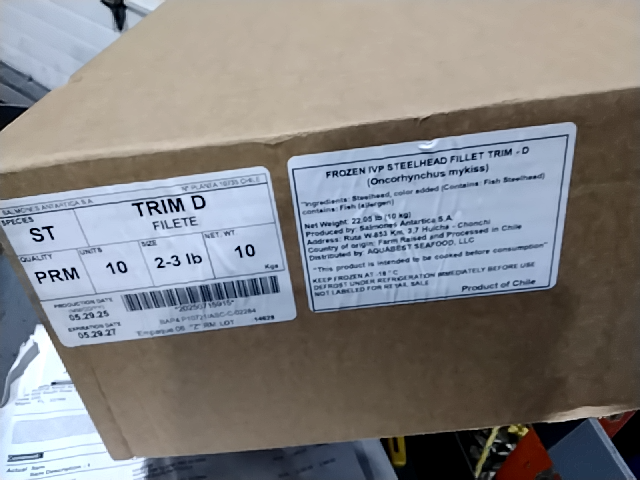 SALMONES ANTARTICA S.A.
N° PLANTA 10735 CHILE
SPECIES
ST
TRIM D
FILETE
QUALITY
PRM
UNITS
10
SIZE
2-3 lb
NET. WT
10
Kgs
PRODUCTION DATE
05.29.25
EXPIRATION DATE
05.29.27
FROZEN IVP STEELHEAD FILLET TRIM - D
(Oncorhynchus mykiss)
"Ingredients: Steelhead, color added (Contains: Fish Steelhead)
contains: Fish (allergen)
Net Weight: 22.05 lb (10 kg)
Produced by: Salmones Antartica S.A.
Address: Ruta W-853 Km. 3,7 Huicha - Chonchi
Country of origin: Farm Raised and Processed in Chile
Distributed by: AQUABEST SEAFOOD, LLC
"This product is intended to be cooked before consumption"
KEEP FROZEN AT -18°C
DEFROST UNDER REFRIGERATION IMMEDIATELY BEFORE USE
NOT LABELED FOR RETAIL SALE
Product of Chile
Actual Item
Item Description